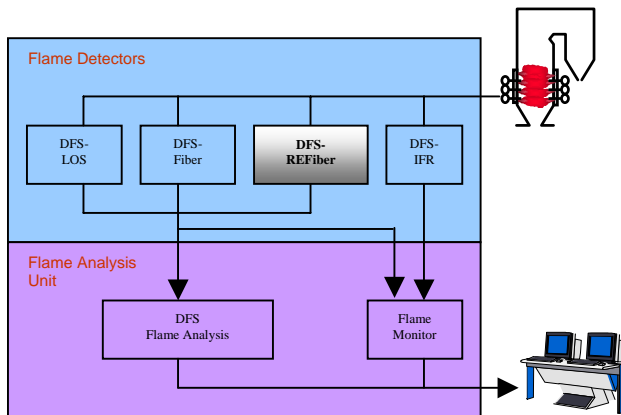 Flame Detectors
DFS-
LOS
DFS-
Fiber
DFS-
REFiber
DFS-
IFR
Flame Analysis
Unit
DFS
Flame Analysis
Flame
Monitor